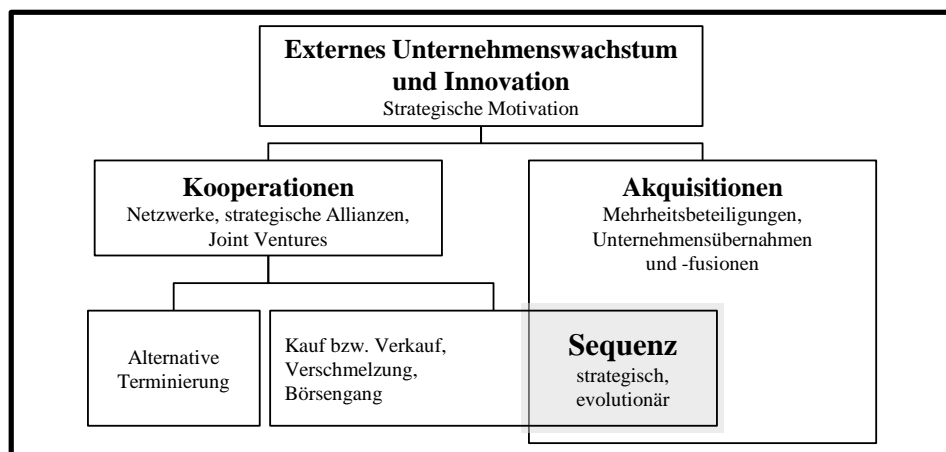 Externes Unternehmenswachstum
und Innovation
Strategische Motivation
Kooperationen
Netzwerke, strategische Allianzen,
Joint Ventures
Akquisitionen
Mehrheitsbeteiligungen,
Unternehmensübernahmen
und -fusionen
Alternative
Terminierung
Kauf bzw. Verkauf,
Verschmelzung,
Börsengang
Sequenz
strategisch,
evolutionär